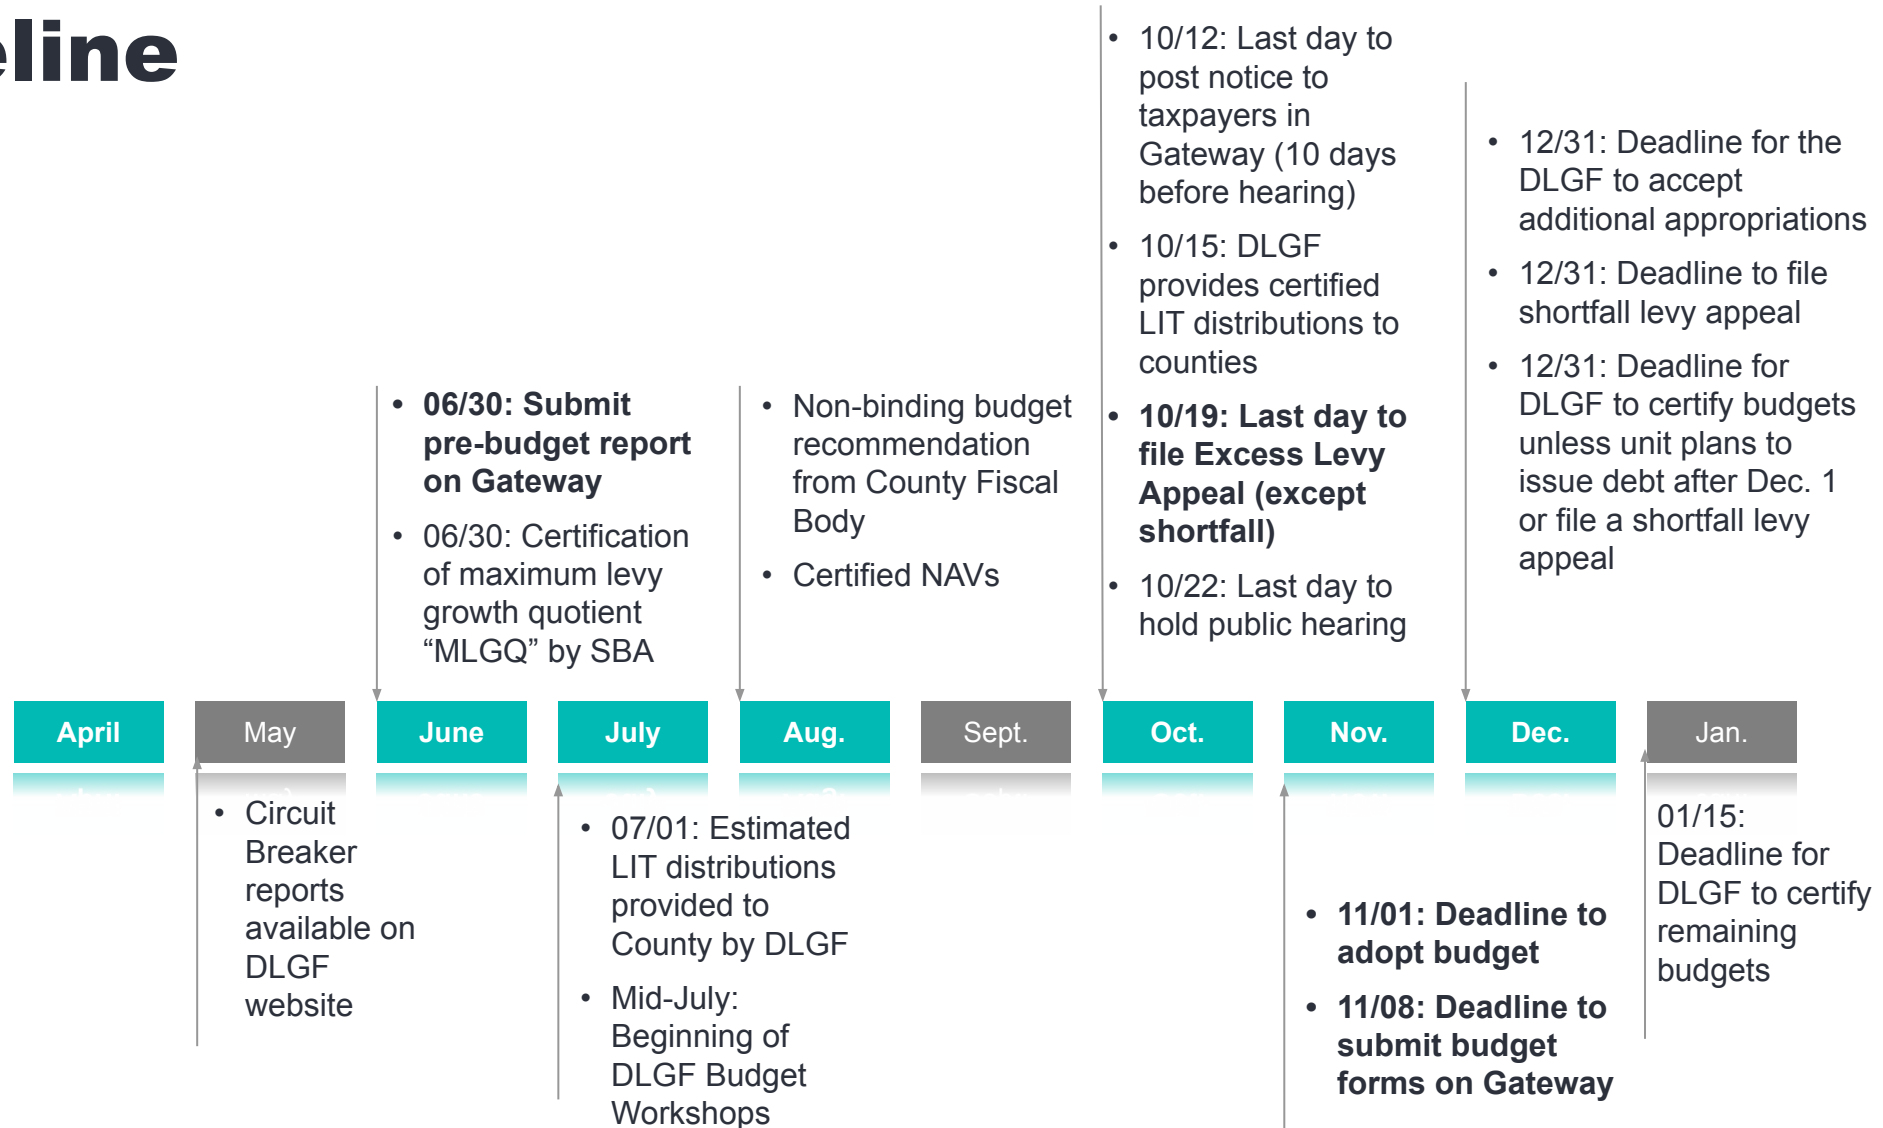 eline
• 10/12: Last day to
post notice to
taxpayers in
Gateway (10 days
before hearing)
• 10/15: DLGF
provides certified
LIT distributions to
counties
• 10/19: Last day to
file Excess Levy
Appeal (except
shortfall)
• 10/22: Last day to
hold public hearing
• 12/31: Deadline for the
DLGF to accept
additional appropriations
• 12/31: Deadline to file
shortfall levy appeal
• 12/31: Deadline for
DLGF to certify budgets
unless unit plans to
issue debt after Dec. 1
or file a shortfall levy
appeal
• 06/30: Submit
pre-budget report
on Gateway
• 06/30: Certification
of maximum levy
growth quotient
“MLGQ” by SBA
• Non-binding budget
recommendation
from County Fiscal
Body
• Certified NAVs
April
May
June
July
Aug.
Sept.
Oct.
Nov.
Dec.
Jan.
• Circuit
Breaker
reports
available on
DLGF
website
• 07/01: Estimated
LIT distributions
provided to
County by DLGF
• Mid-July:
Beginning of
DLGF Budget
Workshops
• 11/01: Deadline to
adopt budget
• 11/08: Deadline to
submit budget
forms on Gateway
01/15:
Deadline for
DLGF to certify
remaining
budgets